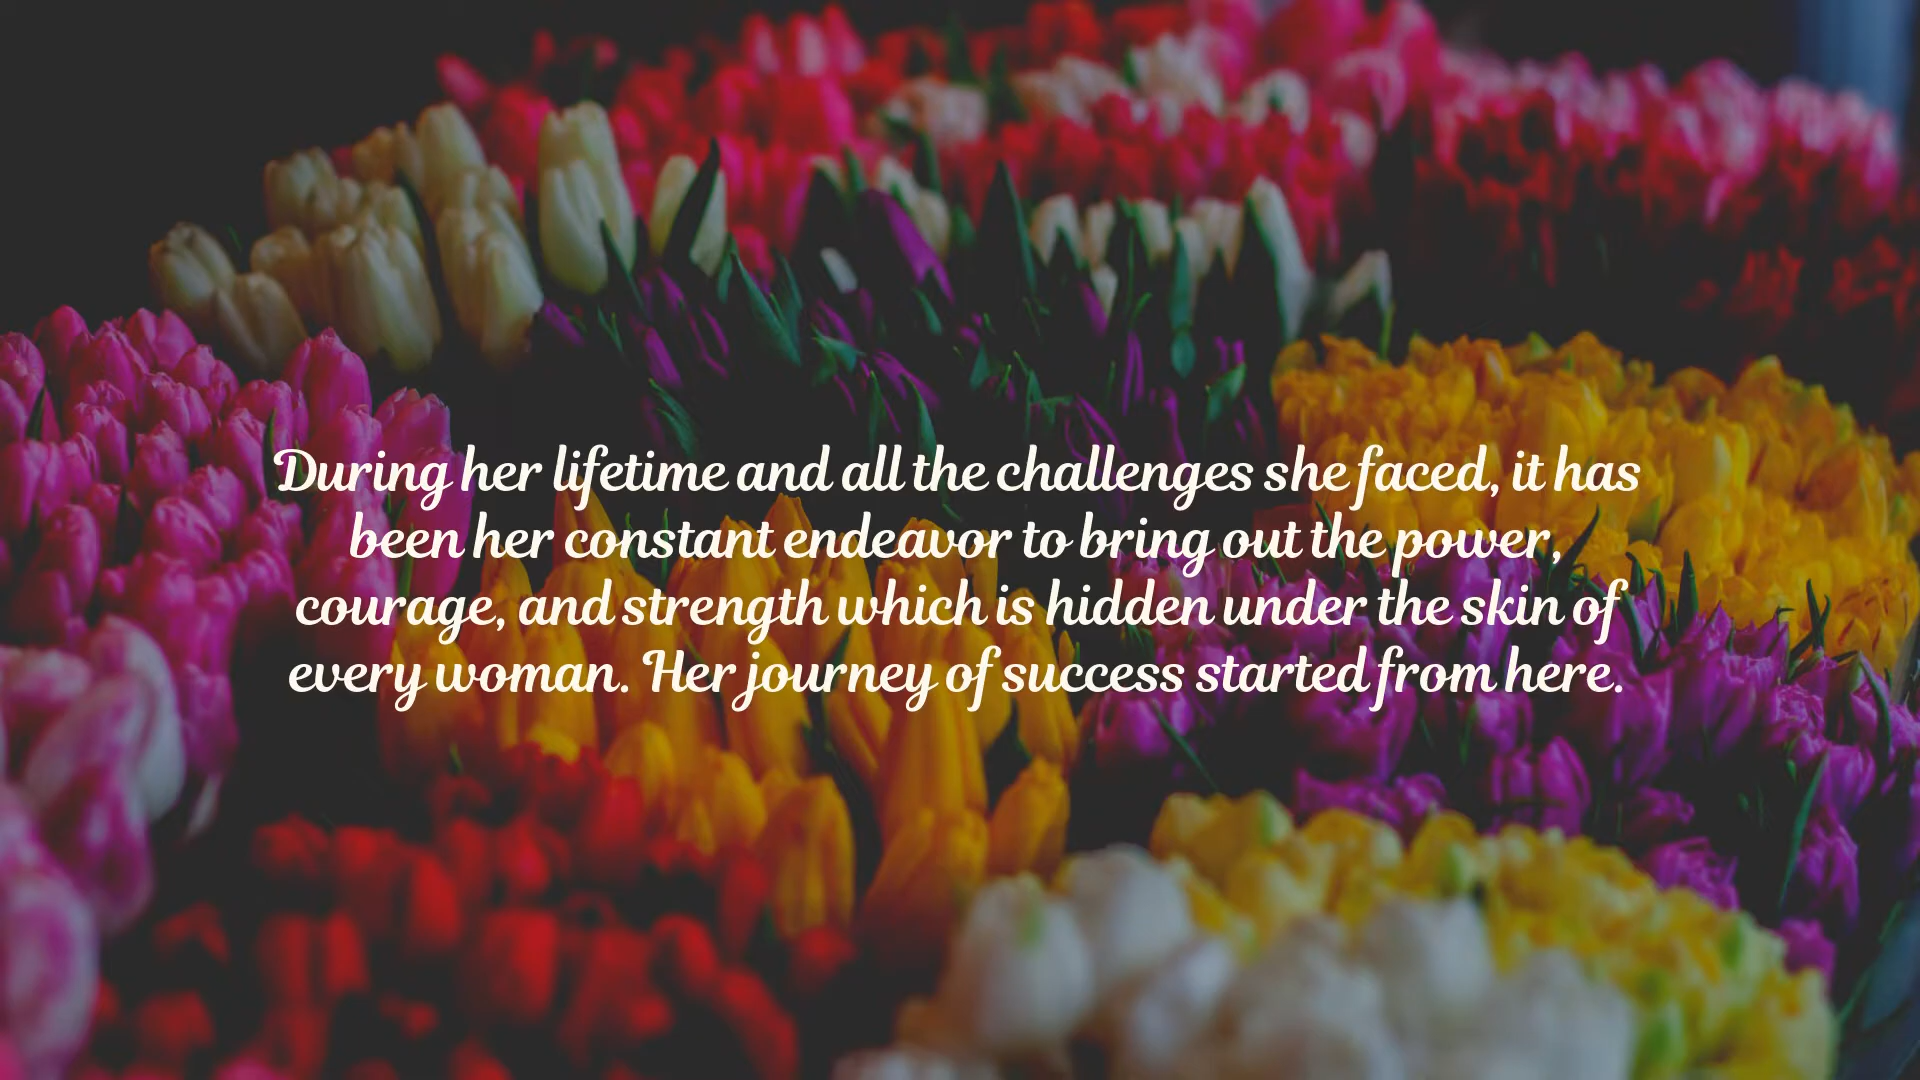 During her lifetime and all the challenges she faced, it has
been her constant endeavor to bring out the power,
courage, and strength which is hidden under the skin of
every woman. Her journey of success started from here.